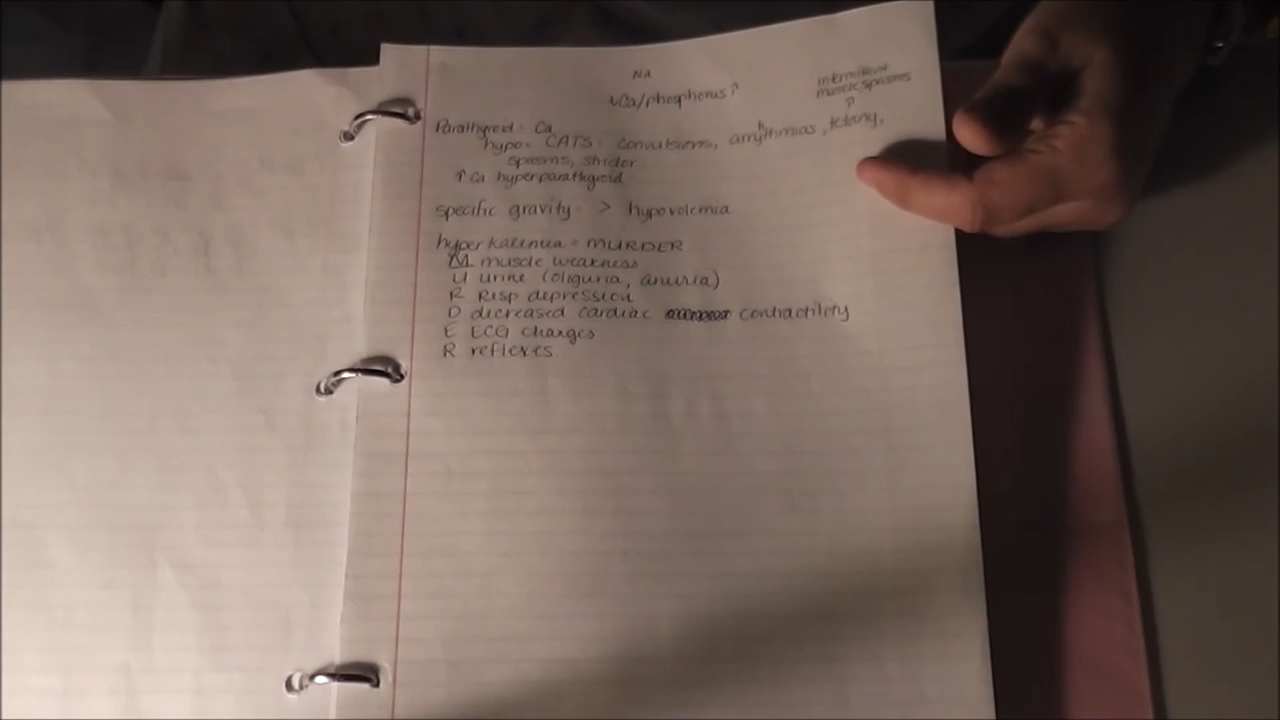 Na
↓Ca/phosphorus ↑
intermittent
muscle spasms
↑
Parathyroid = Ca
hypo = CATS = convulsions, arrythmias, tetany,
spasms, stridor
↑ Ca hyperparathyroid
specific gravity = > hypovolemia
hyperkalemia = MURDER
M muscle weakness
U urine (oliguria, anuria)
R Resp depression
D decreased cardiac contractility
E ECG changes
R reflexes